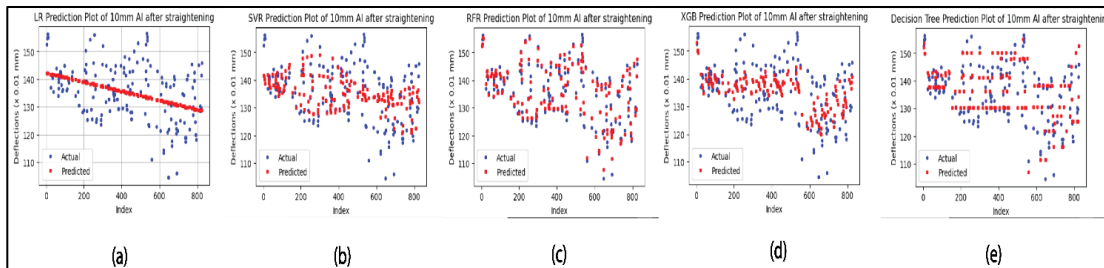 LR Prediction Plot of 10mm Al after straightening
Deflections (x 0.01 mm)
150
140
130
120
110
Actual
Predicted
0
200
400
600
800
Index
(a)
SVR Prediction Plot of 10mm Al after straightening
Deflections (x 0.01 mm)
150
140
130
120
110
Actual
Predicted
0
200
400
600
800
Index
(b)
RFR Prediction Plot of 10mm Al after straightening
Deflections (x 0.01 mm)
150
140
130
120
110
Actual
Predicted
0
200
400
600
800
Index
(c)
XGB Prediction Plot of 10mm Al after straightening
Deflections (x 0.01 mm)
150
140
130
120
110
Actual
Predicted
0
200
400
600
800
Index
(d)
Decision Tree Prediction Plot of 10mm Al after straightening
Deflections (x 0.01 mm)
150
140
130
120
110
Actual
Predicted
0
200
400
600
800
Index
(e)